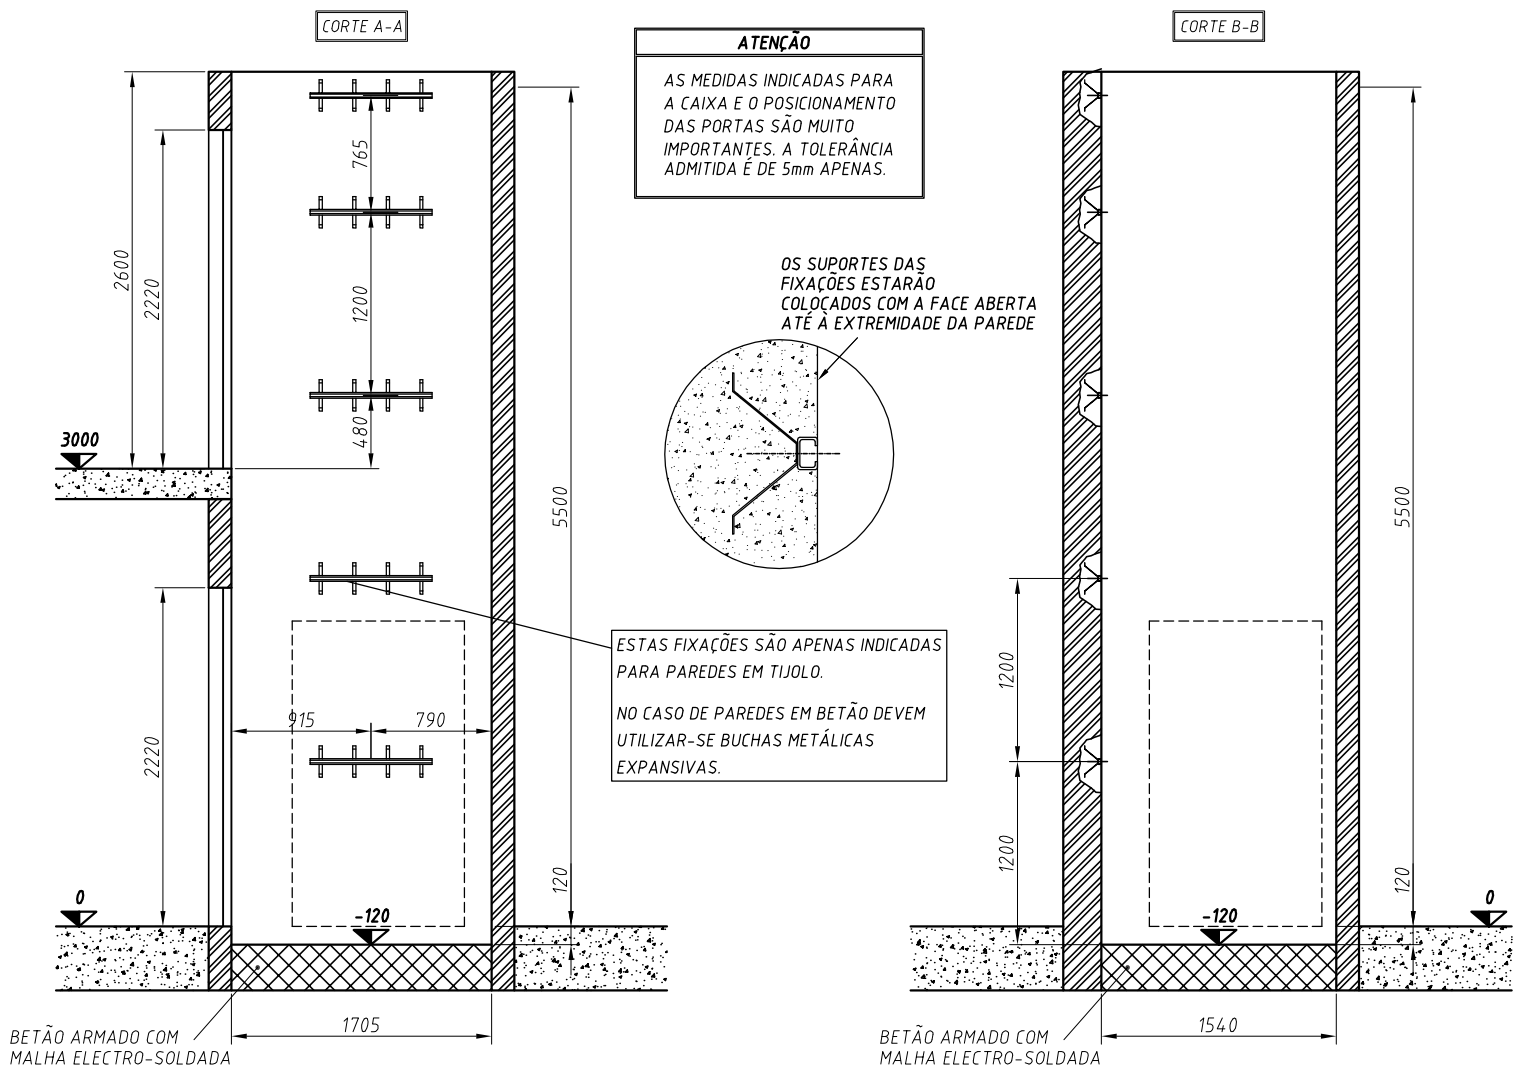 CORTE A-A
CORTE B-B
ATENÇÃO
AS MEDIDAS INDICADAS PARA
A CAIXA E O POSICIONAMENTO
DAS PORTAS SÃO MUITO
IMPORTANTES. A TOLERÂNCIA
ADMITIDA É DE 5mm APENAS.
765
2600
2220
1200
480
3000
5500
OS SUPORTES DAS
FIXAÇÕES ESTARÃO
COLOCADOS COM A FACE ABERTA
ATÉ À EXTREMIDADE DA PAREDE
5500
ESTAS FIXAÇÕES SÃO APENAS INDICADAS
PARA PAREDES EM TIJOLO.
NO CASO DE PAREDES EM BETÃO DEVEM
UTILIZAR-SE BUCHAS METÁLICAS
EXPANSIVAS.
915
790
2220
1200
1200
120
120
0
-120
-120
0
1705
1540
BETÃO ARMADO COM
MALHA ELECTRO-SOLDADA
BETÃO ARMADO COM
MALHA ELECTRO-SOLDADA